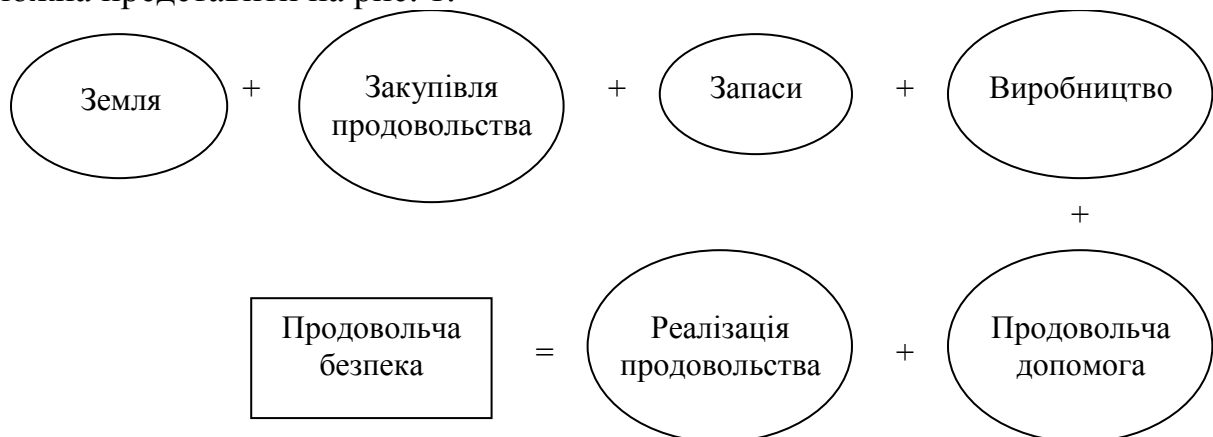 можна представити на рис. 1.
Земля + Закупівля + Запаси + Виробництво
продовольства
+
Продовольча = Реалізація + Продовольча
безпека продовольства допомога